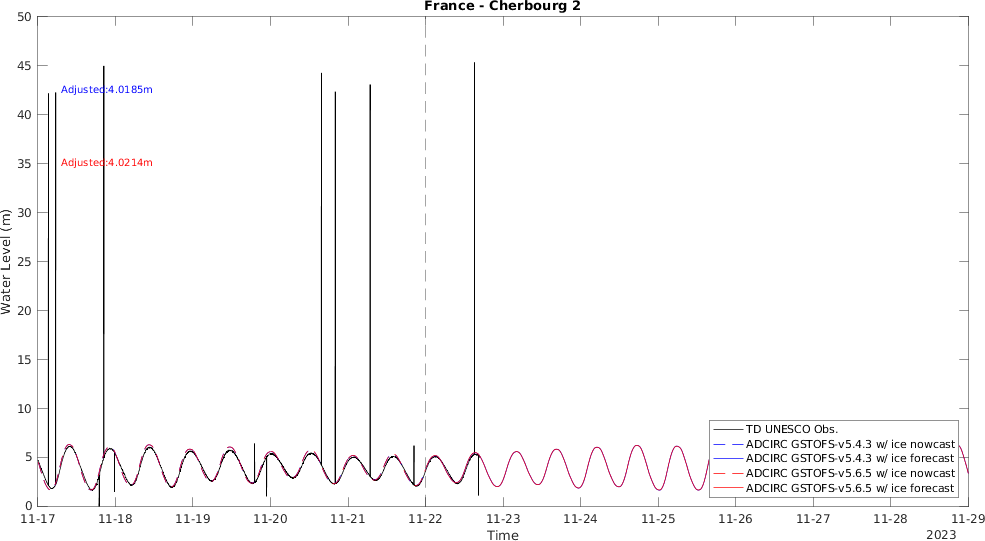 France - Cherbourg 2
50
45
40
35
30
25
20
15
10
5
0
Water Level (m)
Adjusted:4.0185m
Adjusted:4.0214m
TD UNESCO Obs.
ADCIRC GSTOFS-v5.4.3 w/ ice nowcast
ADCIRC GSTOFS-v5.4.3 w/ ice forecast
ADCIRC GSTOFS-v5.6.5 w/ ice nowcast
ADCIRC GSTOFS-v5.6.5 w/ ice forecast
11-17 11-18 11-19 11-20 11-21 11-22 11-23 11-24 11-25 11-26 11-27 11-28 11-29
Time
2023